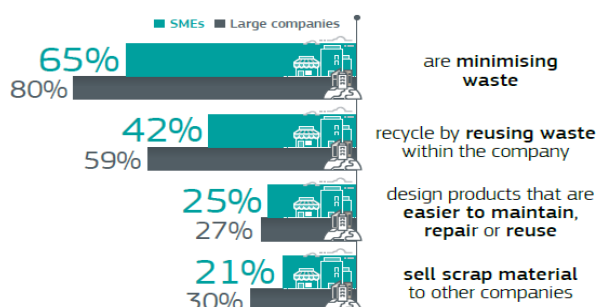 SMEs Large companies
65%
80%
are minimising
waste
42%
59%
recycle by reusing waste
within the company
25%
27%
design products that are
easier to maintain,
repair or reuse
21%
30%
sell scrap material
to other companies